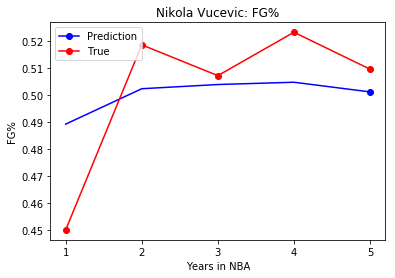 Nikola Vucevic: FG%
Prediction
True
0.52
0.51
0.50
0.49
0.48
0.47
0.46
0.45
FG%
1 2 3 4 5
Years in NBA